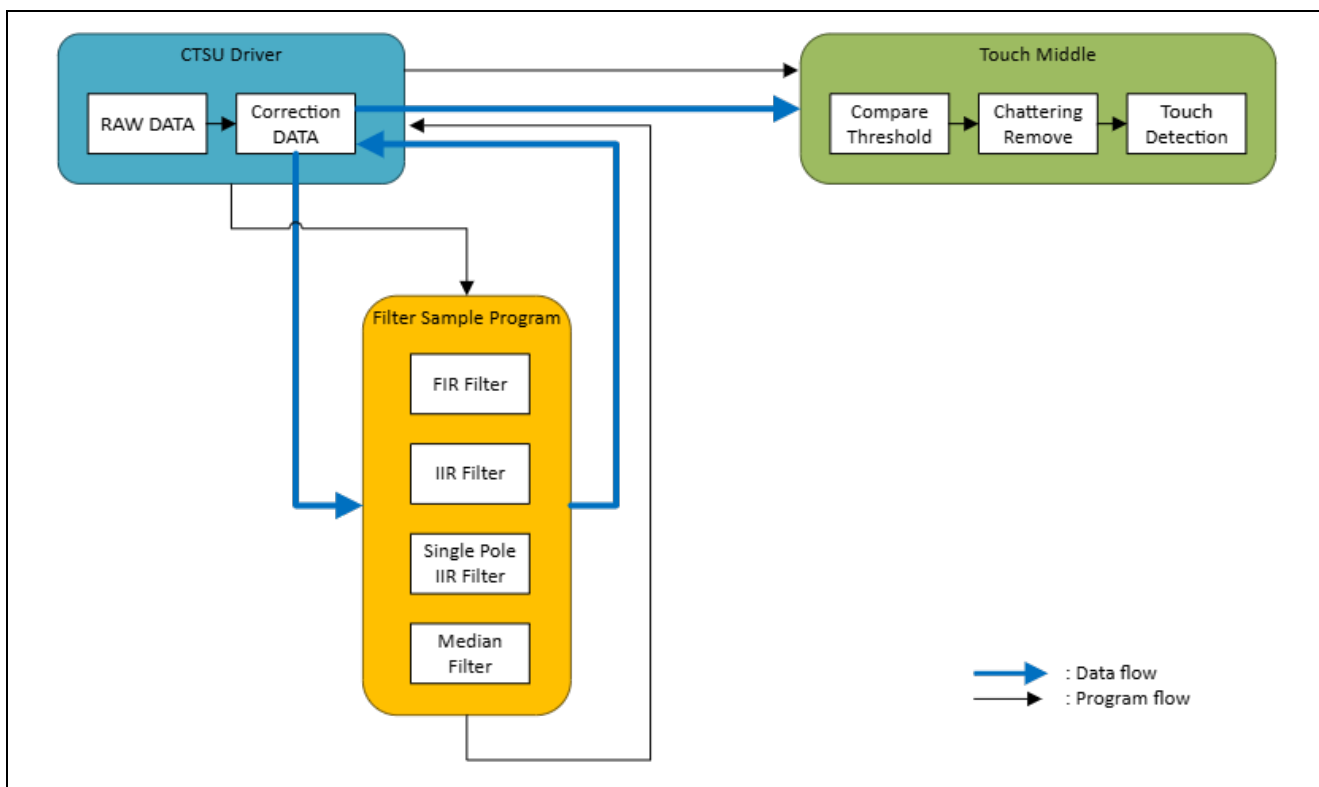 CTSU Driver
RAW DATA
Correction
DATA
Touch Middle
Compare
Threshold
Chattering
Remove
Touch
Detection
Filter Sample Program
FIR Filter
IIR Filter
Single Pole
IIR Filter
Median
Filter
: Data flow
: Program flow